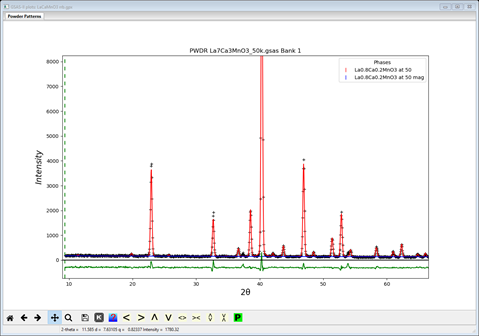 GSAS-II plots: LaCaMnO3-tst.gpx
Powder Patterns
PWDR La7Ca3MnO3_50k.gsas Bank 1
Phases
La0.8Ca0.2MnO3 at 50
La0.8Ca0.2MnO3 at 50 mag
8000
7000
6000
5000
4000
3000
2000
1000
0
Intensity
10
20
30
40
50
60
2θ
K
P
2-theta = 11.585 d = 7.63105 q = 0.82337 Intensity = 1780.32